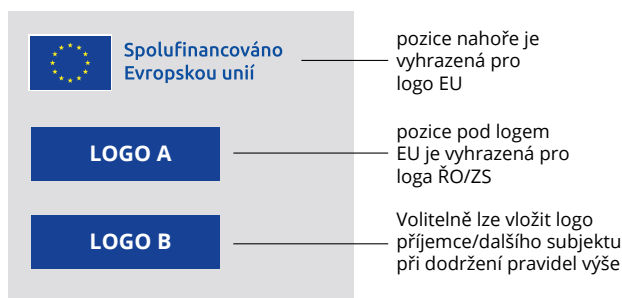 Spolufinancováno
Evropskou unií
pozice nahoře je
vyhrazená pro
logo EU
LOGO A
pozice pod logem
EU je vyhrazená pro
loga ŘO/ZS
LOGO B
Volitelně lze vložit logo
příjemce/dalšího subjektu
při dodržení pravidel výše